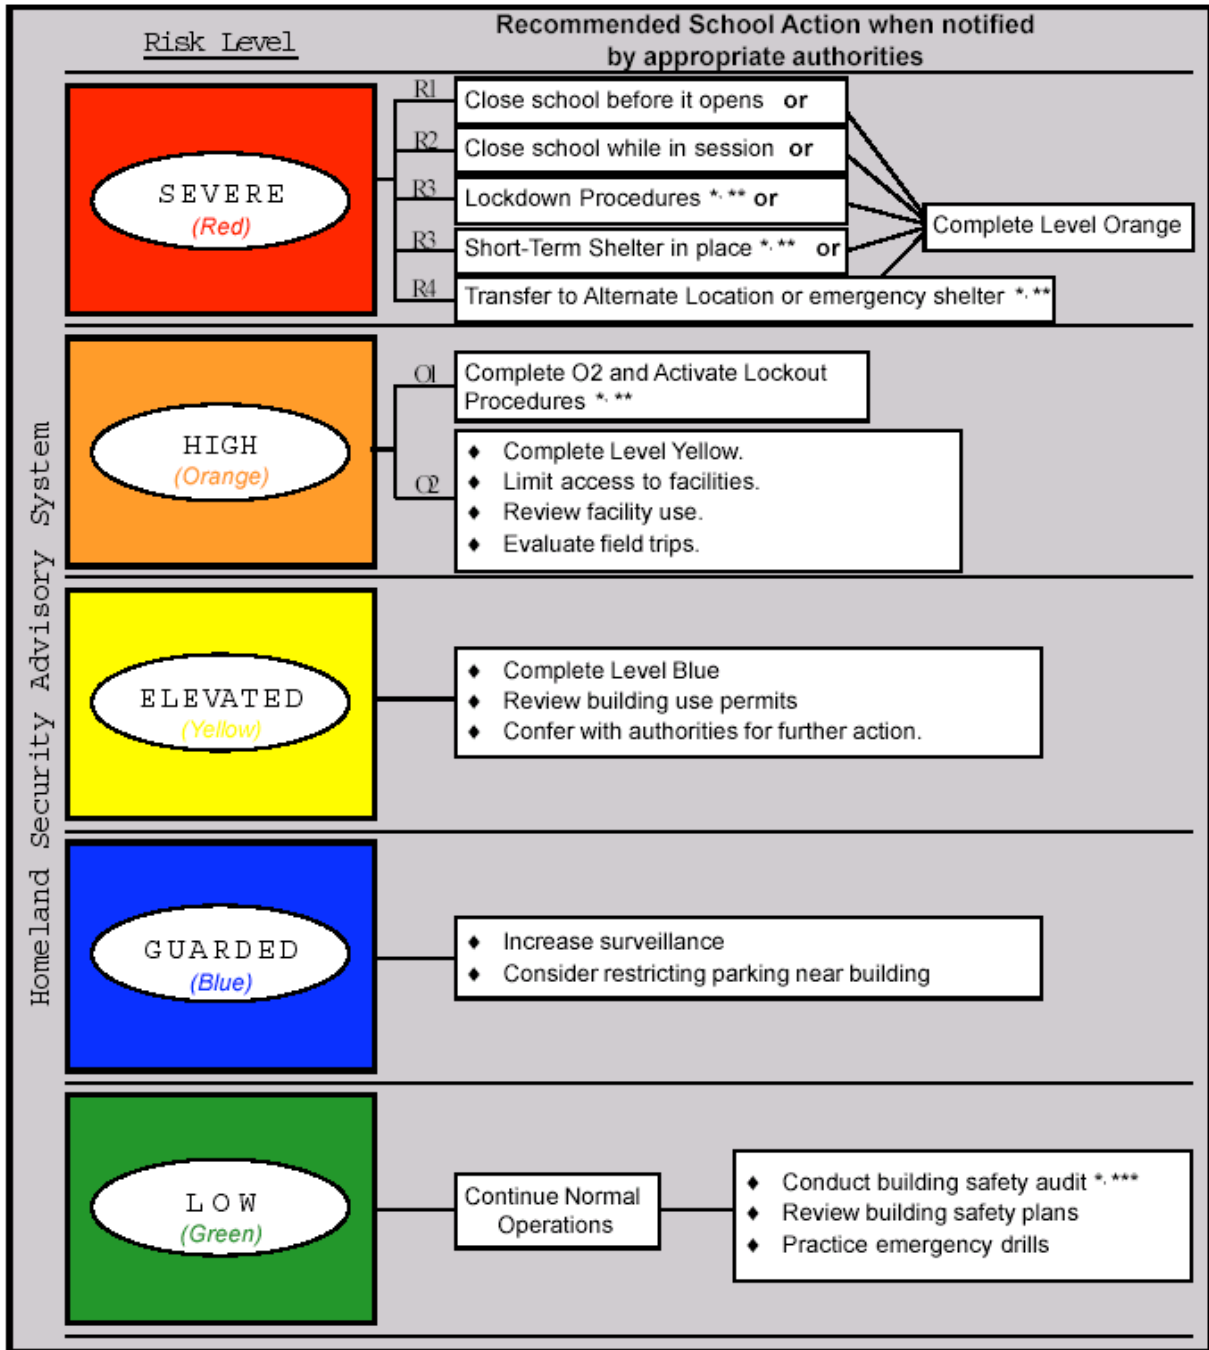 Risk Level
Recommended School Action when notified
by appropriate authorities
Homeland Security Advisory System
SEVERE
(Red)
R1
Close school before it opens or
R2
Close school while in session or
R3
Lockdown Procedures *, ** or
R3
Short-Term Shelter in place *, ** or
R4
Transfer to Alternate Location or emergency shelter *, **
Complete Level Orange
HIGH
(Orange)
O1
Complete O2 and Activate Lockout
Procedures *, **
O2
♦ Complete Level Yellow.
♦ Limit access to facilities.
♦ Review facility use.
♦ Evaluate field trips.
ELEVATED
(Yellow)
♦ Complete Level Blue
♦ Review building use permits
♦ Confer with authorities for further action.
GUARDED
(Blue)
♦ Increase surveillance
♦ Consider restricting parking near building
LOW
(Green)
Continue Normal
Operations
♦ Conduct building safety audit *, ***
♦ Review building safety plans
♦ Practice emergency drills